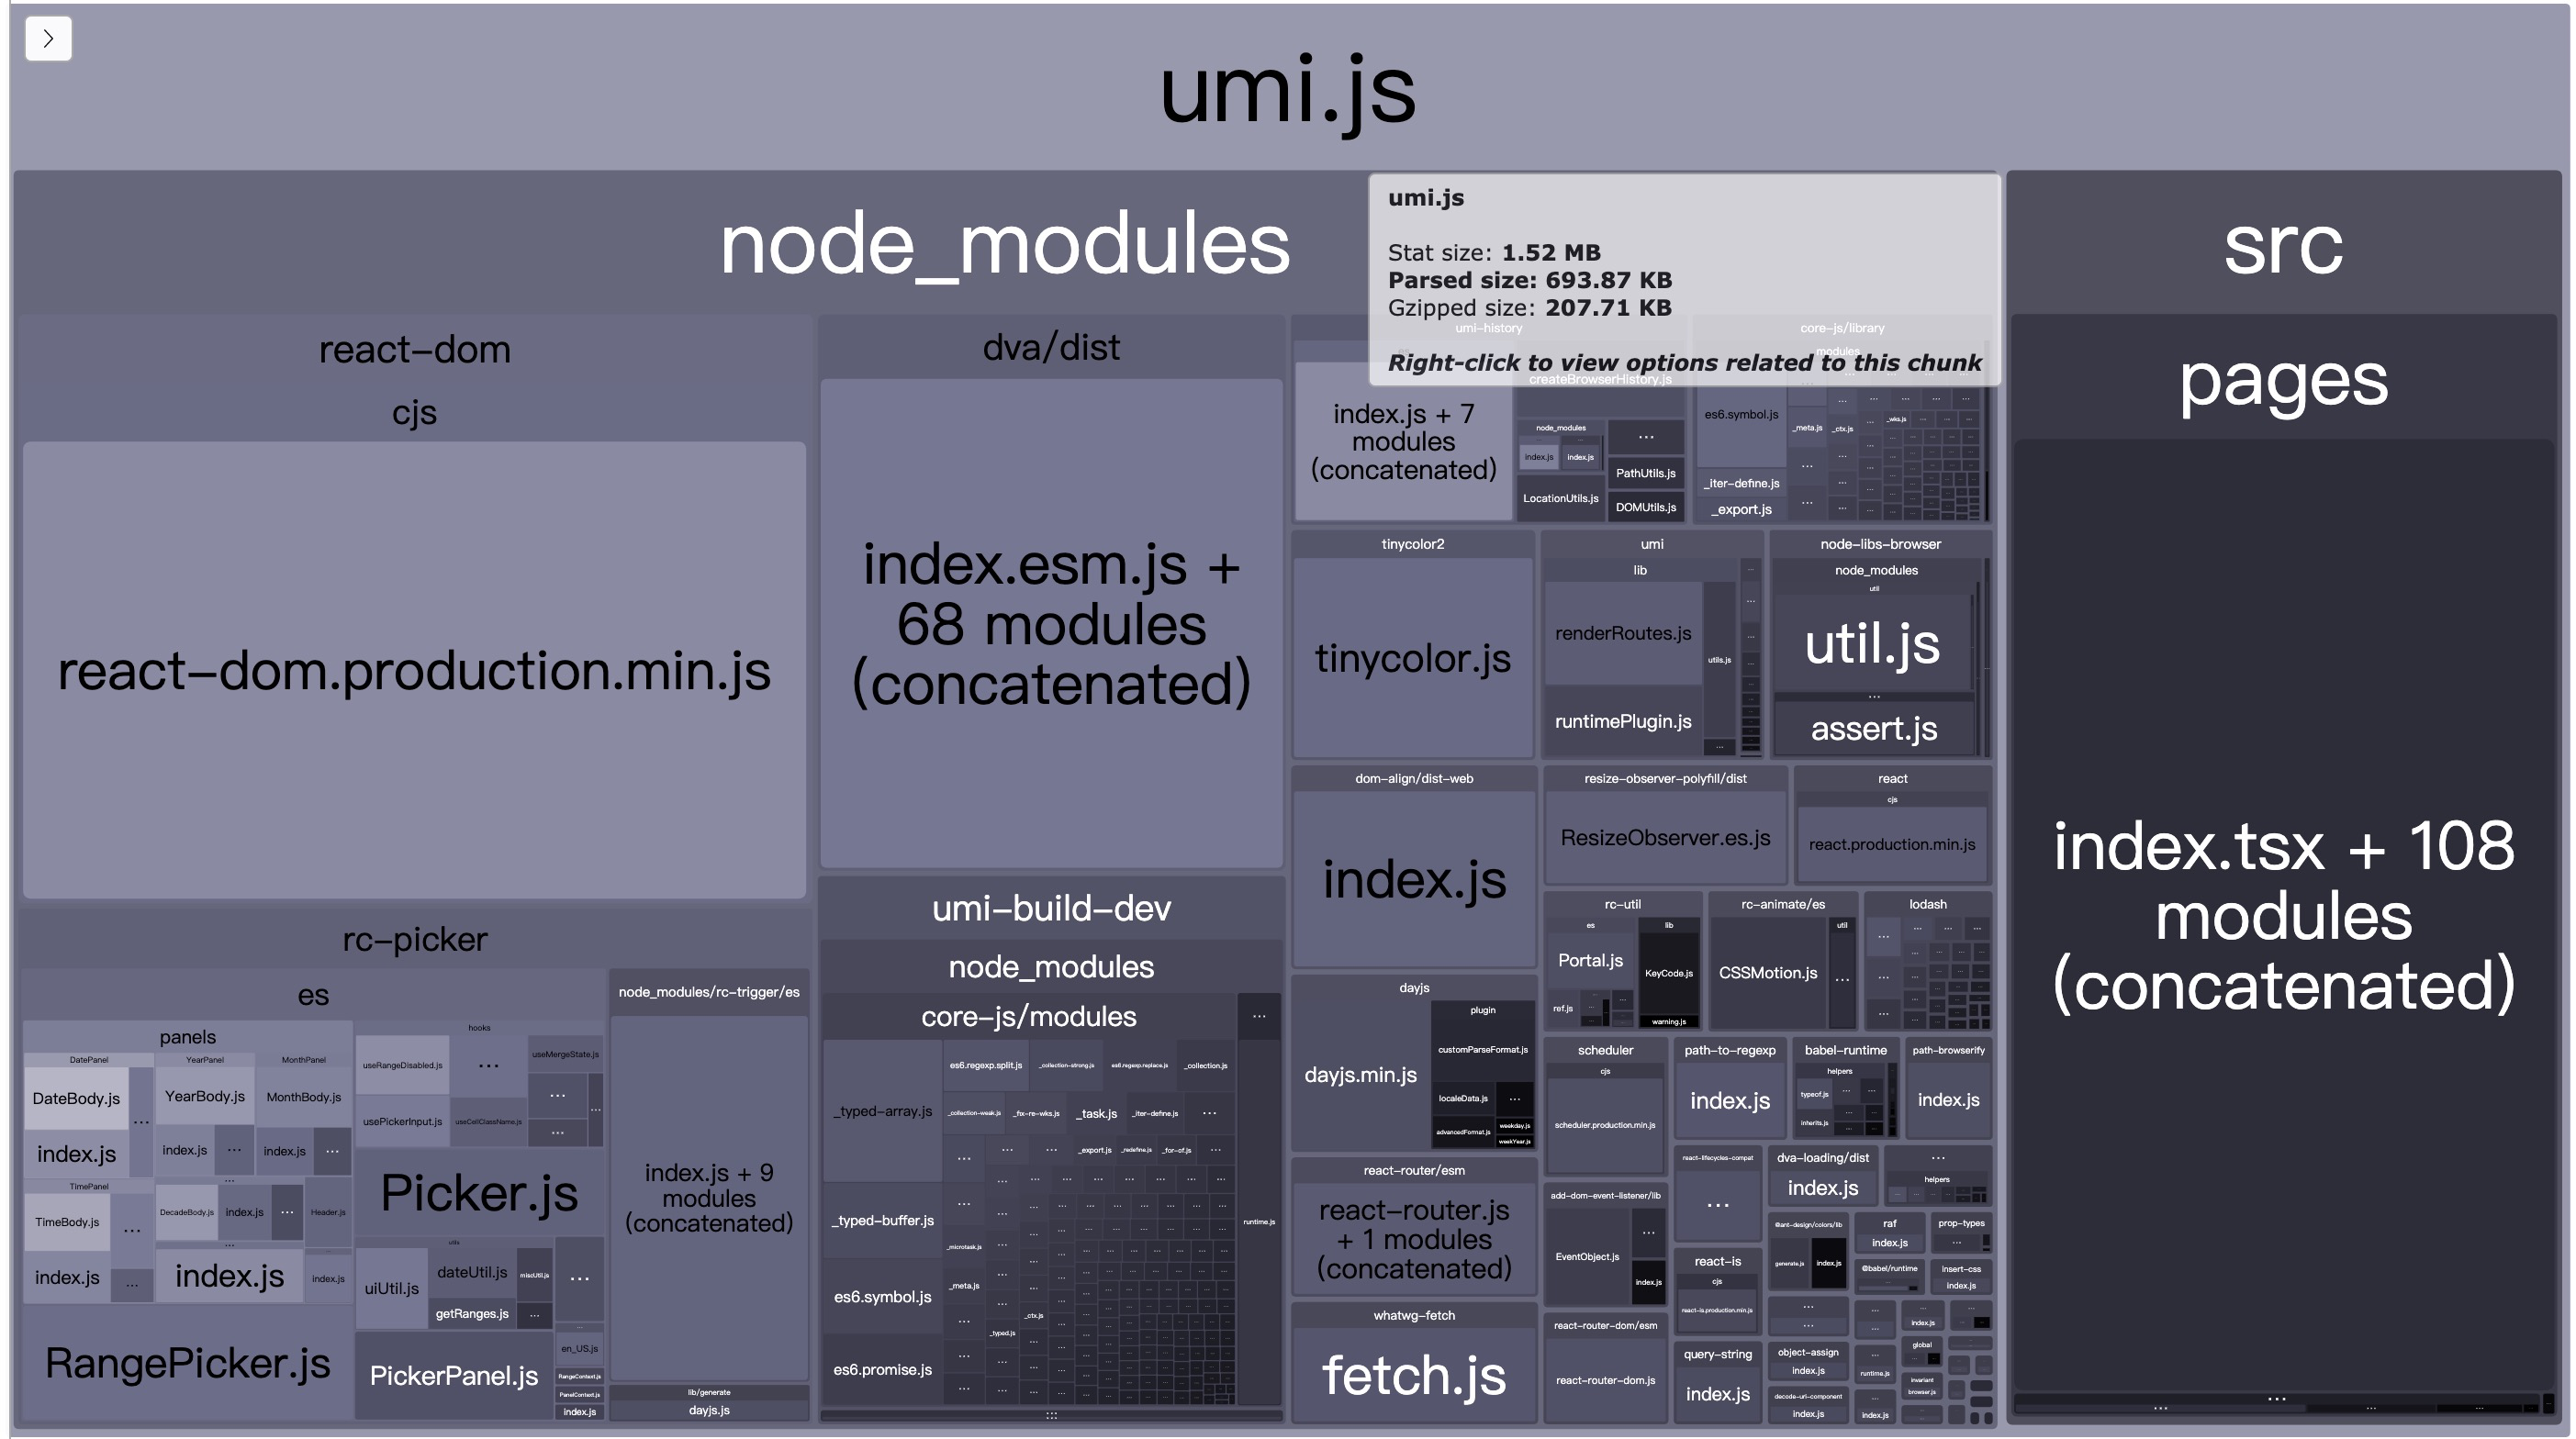 umi.js
node_modules
umi.js
Stat size: 1.52 MB
Parsed size: 693.87 KB
Gzipped size: 207.71 KB
Right-click to view options related to this chunk
src
pages
index.tsx + 108
modules
(concatenated)
react-dom
cjs
react-dom.production.min.js
dva/dist
index.esm.js +
68 modules
(concatenated)
umi-history
createBrowserHistory.js
index.js + 7
modules
(concatenated)
node_modules
...
index.js
index.js
PathUtils.js
LocationUtils.js
DOMUtils.js
core-js/library
modules
es6.symbol.js
_meta.js
_ctx.js
_wks.js
_iter-define.js
_export.js
tinycolor2
tinycolor.js
umi
lib
renderRoutes.js
utils.js
runtimePlugin.js
node-libs-browser
node_modules
util
util.js
...
assert.js
dom-align/dist-web
index.js
resize-observer-polyfill/dist
ResizeObserver.es.js
react
cjs
react.production.min.js
rc-util
es
lib
Portal.js
KeyCode.js
ref.js
warning.js
rc-animate/es
util
CSSMotion.js
...
lodash
rc-picker
es
panels
DatePanel
YearPanel
MonthPanel
DateBody.js
...
YearBody.js
MonthBody.js
index.js
index.js
...
index.js
...
TimePanel
TimeBody.js
...
DecadeBody.js
index.js
...
Header.js
index.js
...
index.js
index.js
RangePicker.js
hooks
useRangeDisabled.js
...
useMergeState.js
usePickerInput.js
useCellClassName.js
Picker.js
utils
uiUtil.js
dateUtil.js
miscUtil.js
...
getRanges.js
...
PickerPanel.js
en_US.js
RangeContext.js
PanelContext.js
index.js
node_modules/rc-trigger/es
index.js + 9
modules
(concatenated)
lib/generate
dayjs.js
umi-build-dev
node_modules
core-js/modules
...
es6.regexp.split.js
_collection-strong.js
es6.regexp.replace.js
_collection.js
_typed-array.js
_collection-weak.js
_fix-re-wks.js
_task.js
_iter-define.js
...
_export.js
_redefine.js
_for-of.js
_typed-buffer.js
runtime.js
_microtask.js
_meta.js
es6.symbol.js
_ctx.js
_typed.js
es6.promise.js
dayjs
plugin
dayjs.min.js
customParseFormat.js
localeData.js
...
advancedFormat.js
weekday.js
weekYear.js
react-router/esm
react-router.js
+ 1 modules
(concatenated)
whatwg-fetch
fetch.js
scheduler
cjs
scheduler.production.min.js
path-to-regexp
index.js
babel-runtime
helpers
typeof.js
inherits.js
path-browserify
index.js
add-dom-event-listener/lib
EventObject.js
...
index.js
react-router-dom/esm
react-router-dom.js
react-lifecycles-compat
...
dva-loading/dist
index.js
...
helpers
@ant-design/colors/lib
generate.js
index.js
raf
index.js
prop-types
...
react-is
cjs
react-is.production.min.js
@babel/runtime
insert-css
index.js
query-string
index.js
index.js
global
object-assign
index.js
runtime.js
invariant
browser.js
decode-uri-component
index.js
index.js